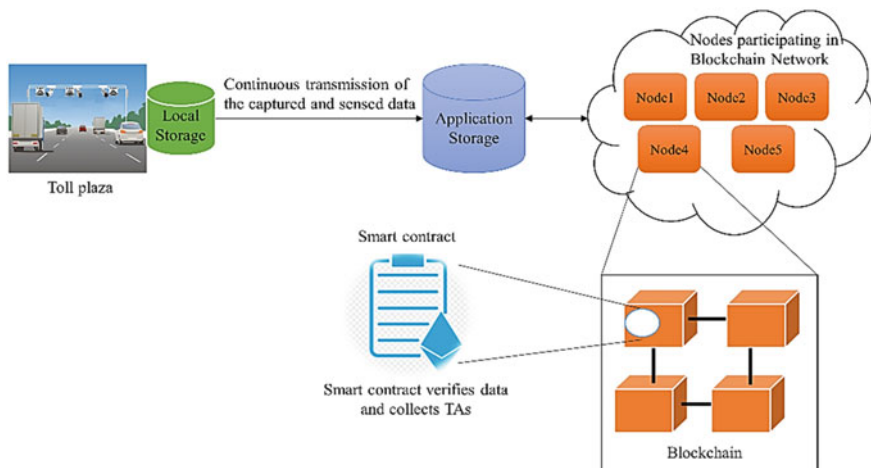 Nodes participating in
Blockchain Network
Continuous transmission of
the captured and sensed data
Local
Storage
Application
Storage
Node1
Node2
Node3
Node4
Node5
Toll plaza
Smart contract
Smart contract verifies data
and collects TAs
Blockchain